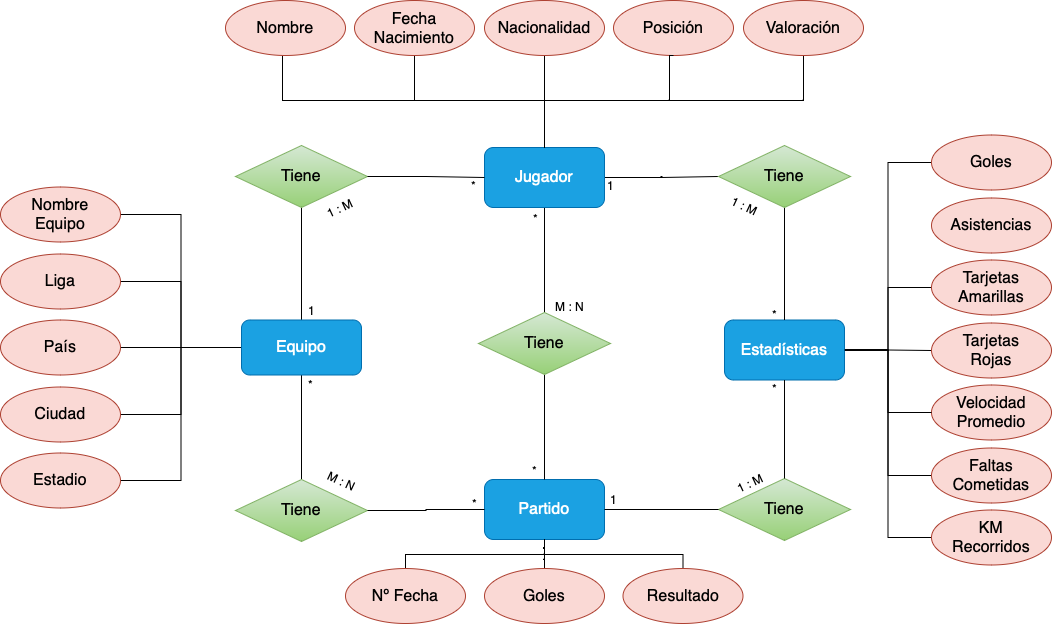 Nombre
Fecha
Nacimiento
Nacionalidad
Posición
Valoración
Tiene
*
Jugador
1
Tiene
1 : M
*
1 : M
Goles
Nombre
Equipo
Asistencias
Liga
Tarjetas
Amarillas
1
M : N
*
Equipo
Tiene
Estadísticas
País
Tarjetas
Rojas
*
*
Ciudad
Velocidad
Promedio
Estadio
M : N
*
1 : M
Faltas
Cometidas
Tiene
*
Partido
1
Tiene
KM
Recorridos
Nº Fecha
Goles
Resultado